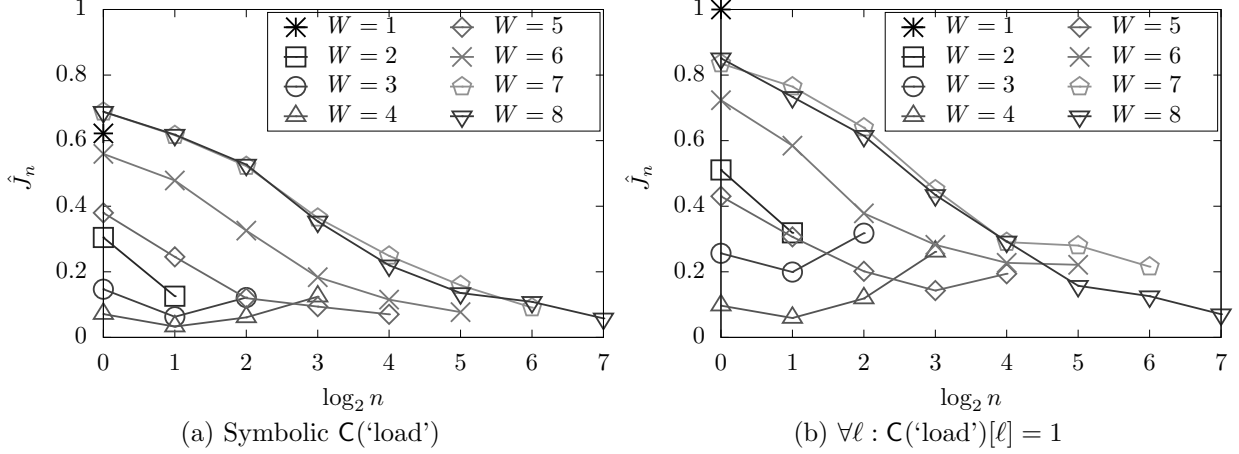 1
0.8
0.6
0.4
0.2
0
Ĵn
0 1 2 3 4 5 6 7
log2 n
W = 1
W = 2
W = 3
W = 4
W = 5
W = 6
W = 7
W = 8
(a) Symbolic C(‘load’)
1
0.8
0.6
0.4
0.2
0
Ĵn
0 1 2 3 4 5 6 7
log2 n
W = 1
W = 2
W = 3
W = 4
W = 5
W = 6
W = 7
W = 8
(b) ∀ℓ : C(‘load’)[ℓ] = 1